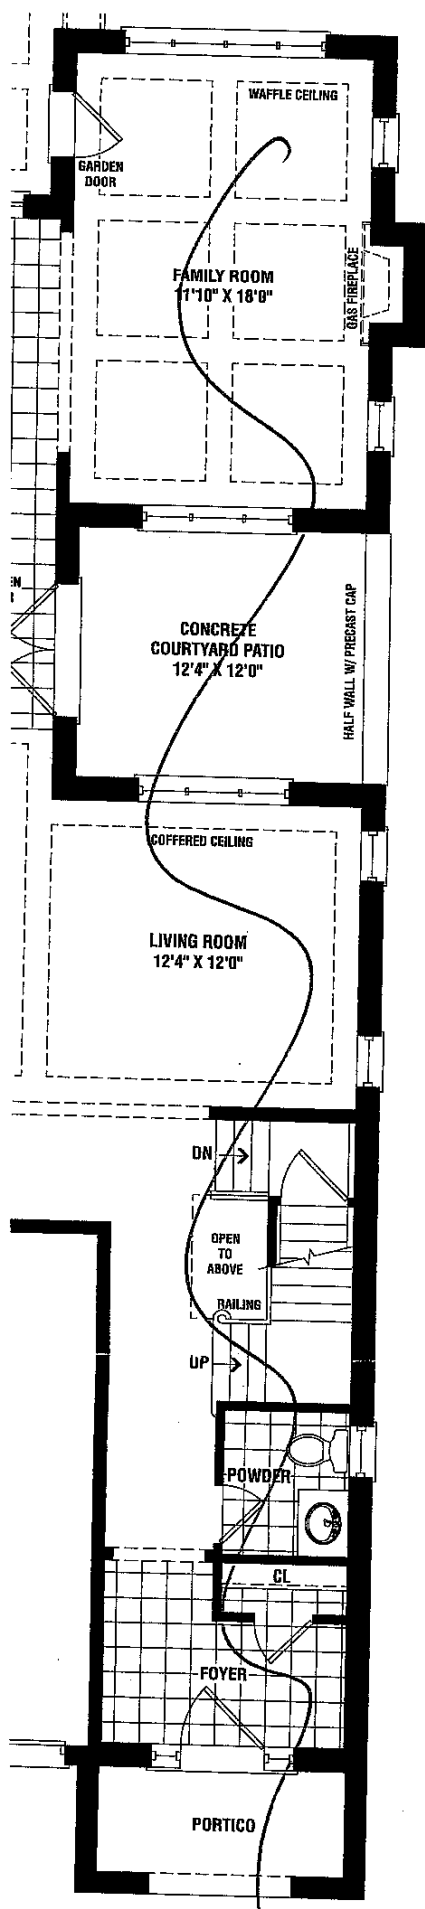 WAFFLE CEILING
GARDEN
DOOR
FAMILY ROOM
11'10" X 18'0"
GAS FIREPLACE
CONCRETE
COURTYARD PATIO
12'4" X 12'0"
HALF WALL W/ PRECAST CAP
COFFERED CEILING
LIVING ROOM
12'4" X 12'0"
DN
OPEN
TO
ABOVE
RAILING
UP
POWDER
CL
FOYER
PORTICO